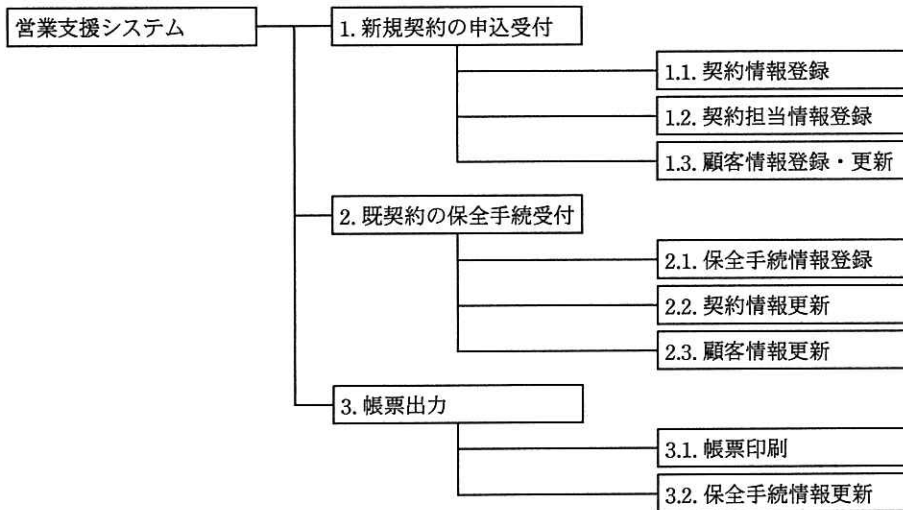 営業支援システム
1. 新規契約の申込受付
1.1. 契約情報登録
1.2. 契約担当情報登録
1.3. 顧客情報登録・更新
2. 既契約の保全手続受付
2.1. 保全手続情報登録
2.2. 契約情報更新
2.3. 顧客情報更新
3. 帳票出力
3.1. 帳票印刷
3.2. 保全手続情報更新